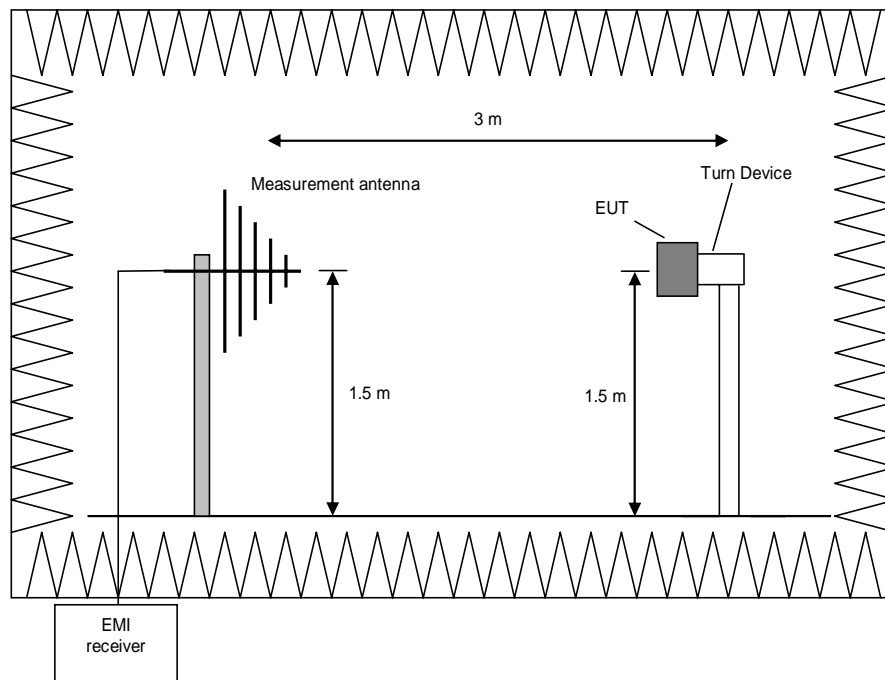 3 m
Measurement antenna
Turn Device
EUT
1.5 m
1.5 m
EMI
receiver